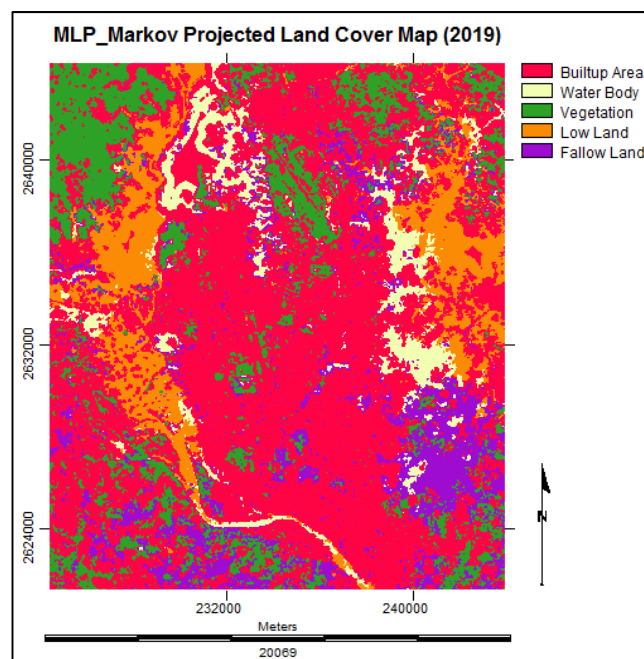 MLP_Markov Projected Land Cover Map (2019)
Builtup Area
Water Body
Vegetation
Low Land
Fallow Land
2640000
2632000
2624000
N
232000 240000
Meters
20069